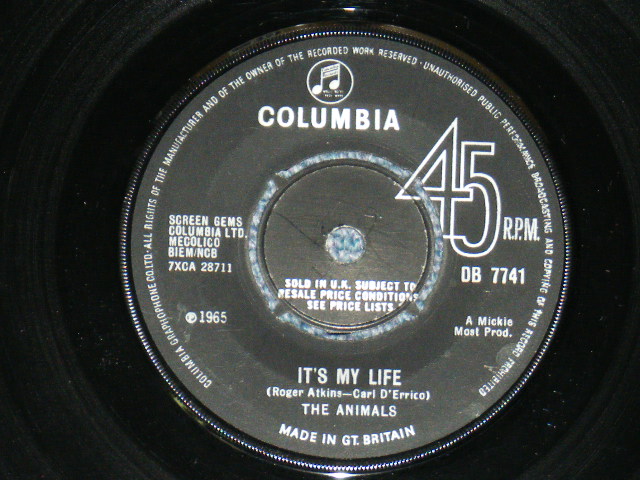 COLUMBIA GRAPHOPHONE CO.LTD·ALL RIGHTS OF THE MANUFACTURER AND OF THE OWNER OF THE RECORDED WORK RESERVED·UNAUTHORISED PUBLIC PERFORMANCE BROADCASTING AND COPYING OF THIS RECORD PROHIBITED
COLUMBIA
45 R.P.M.
SCREEN GEMS
COLUMBIA LTD.
MECOLICO
BIEM/NCB
7XCA 28711
DB 7741
SOLD IN U.K. SUBJECT TO
RESALE PRICE CONDITIONS
SEE PRICE LISTS
℗1965
A Mickie
Most Prod.
IT'S MY LIFE
(Roger Atkins—Carl D'Errico)
THE ANIMALS
MADE IN GT. BRITAIN